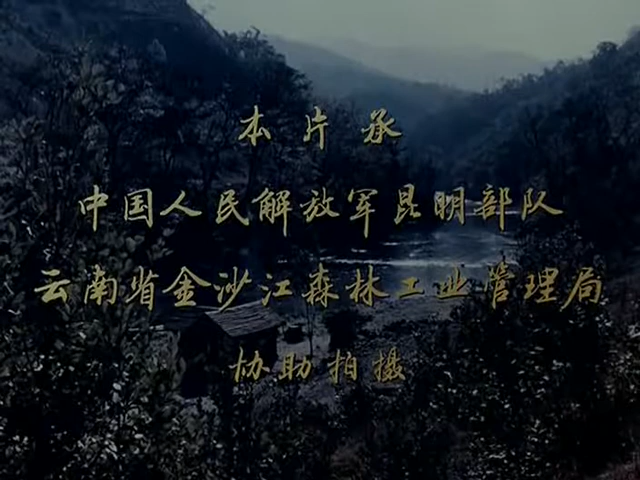 本片承
中国人民解放军昆明部队
云南省金沙江森林工业管理局
协助拍摄